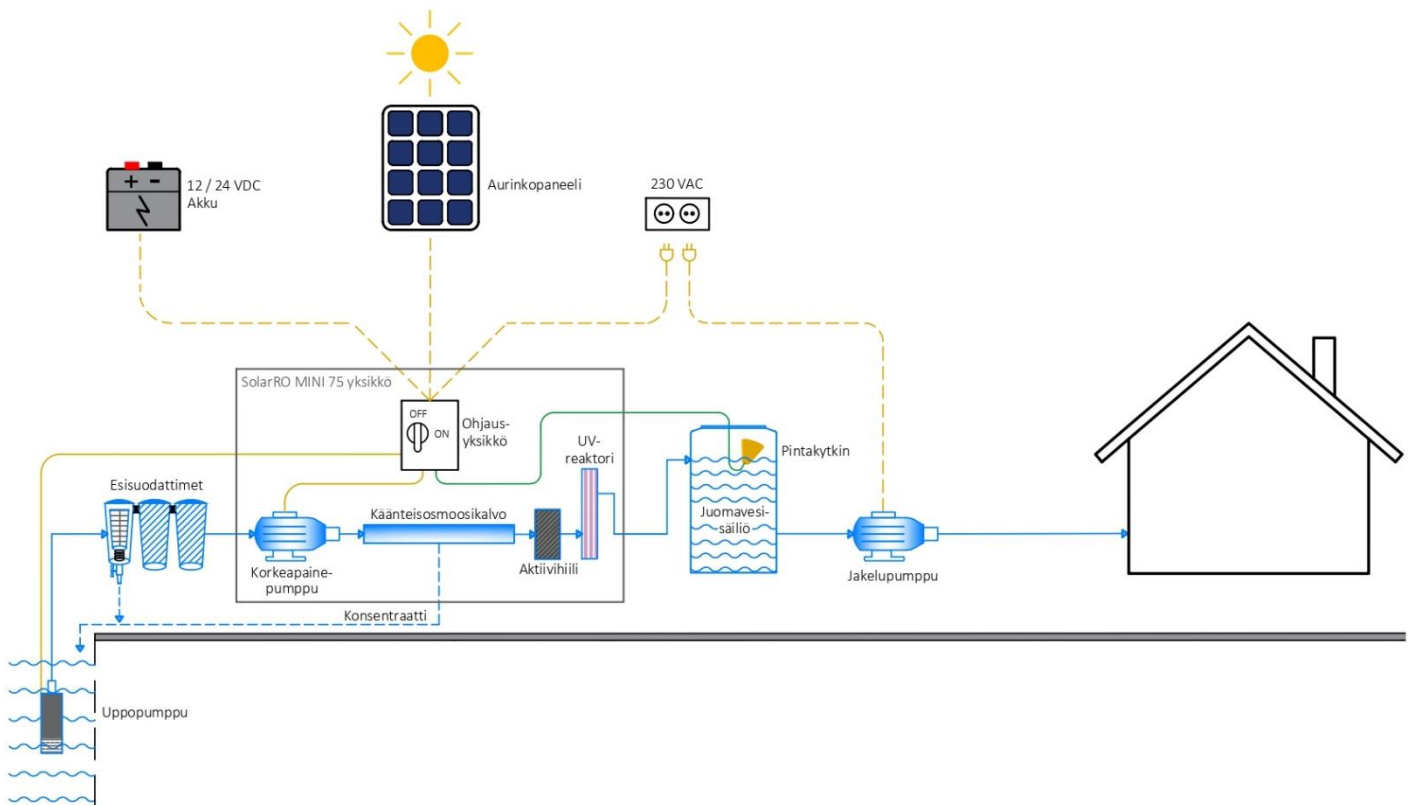 12 / 24 VDC
Akku
+ -
Aurinkopaneeli
230 VAC
SolarRO MINI 75 yksikkö
OFF
ON
Ohjaus-
yksikkö
UV-
reaktori
Pintakytkin
Esisuodattimet
Käänteisosmoosikalvo
Juomavesi-
säiliö
Korkeapaine-
pumppu
Aktiivihiili
Jakelupumppu
Konsentraatti
Uppopumppu